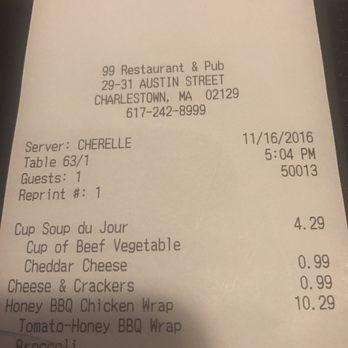 99 Restaurant & Pub
29-31 AUSTIN STREET
CHARLESTOWN, MA 02129
617-242-8999
Server: CHERELLE 11/16/2016
Table 63/1 5:04 PM
Guests: 1 50013
Reprint #: 1
Cup Soup du Jour 4.29
Cup of Beef Vegetable
Cheddar Cheese 0.99
Cheese & Crackers 0.99
Honey BBQ Chicken Wrap 10.29
Tomato-Honey BBQ Wrap
Broccoli